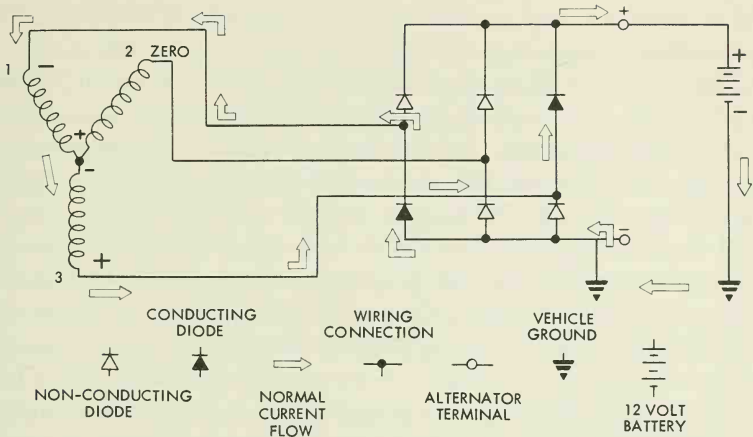 1
2 ZERO
3
−
+
−
+
+
−
+
−
CONDUCTING
DIODE
WIRING
CONNECTION
VEHICLE
GROUND
NON-CONDUCTING
DIODE
NORMAL
CURRENT
FLOW
ALTERNATOR
TERMINAL
12 VOLT
BATTERY